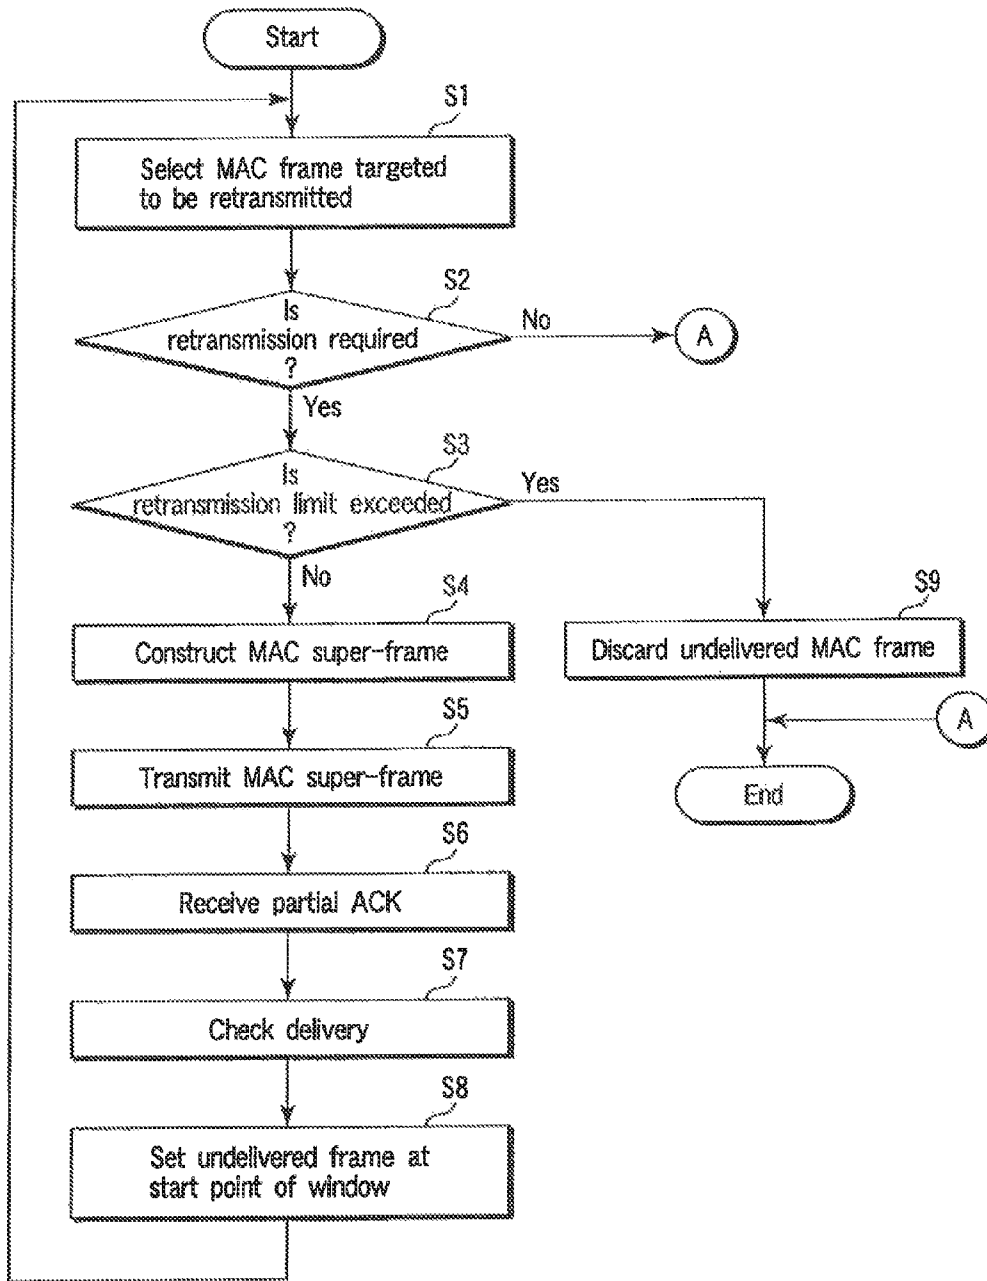 Start
S1
Select MAC frame targeted
to be retransmitted
S2
Is
retransmission required
?
No
A
Yes
S3
Is
retransmission limit exceeded
?
Yes
No
S4
Construct MAC super-frame
S9
Discard undelivered MAC frame
S5
Transmit MAC super-frame
A
End
S6
Receive partial ACK
S7
Check delivery
S8
Set undelivered frame at
start point of window